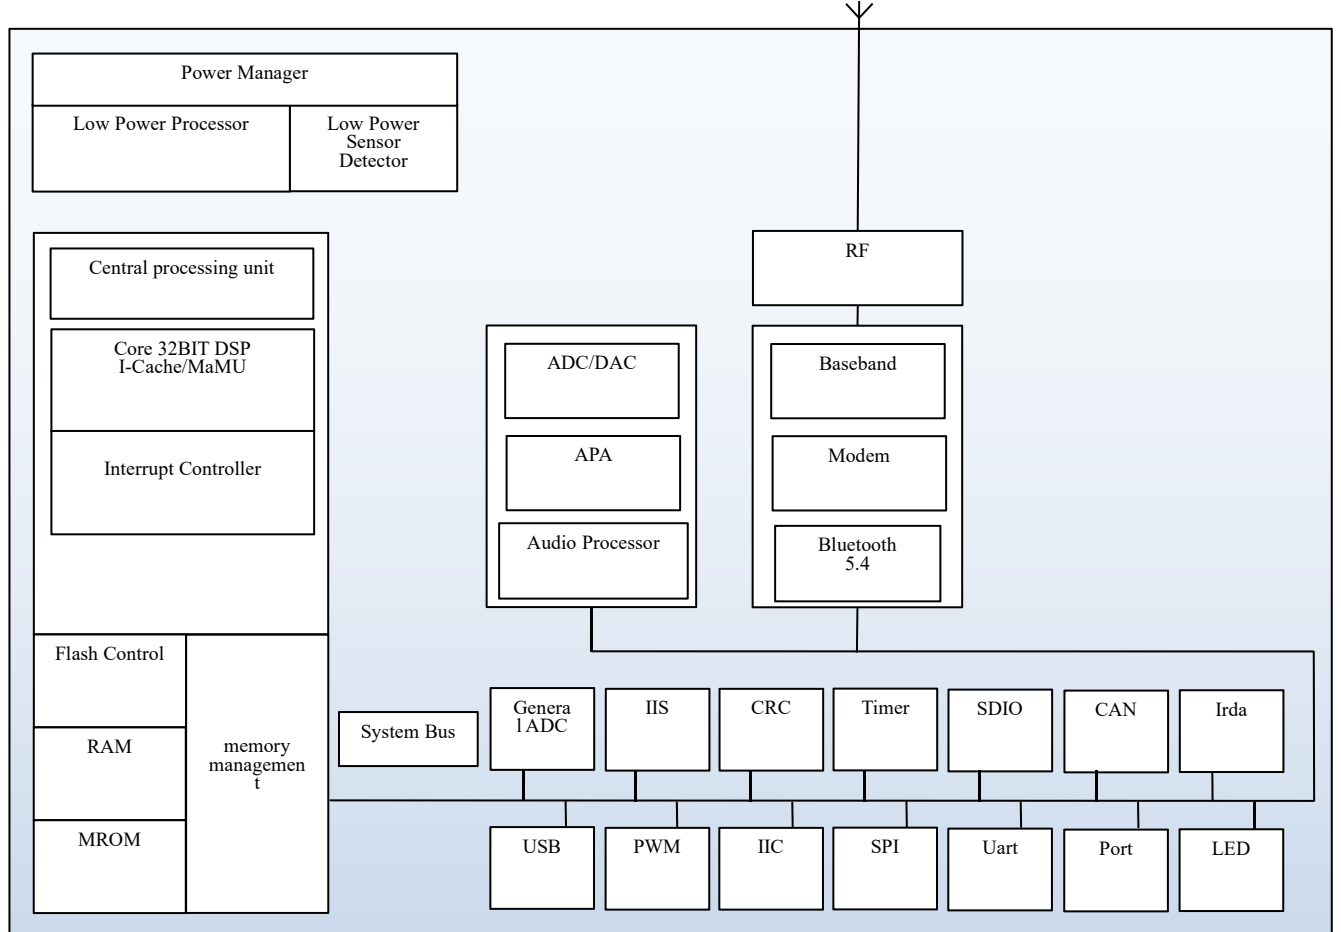 Power Manager
Low Power Processor
Low Power
Sensor
Detector
Central processing unit
Core 32BIT DSP
I-Cache/MaMU
Interrupt Controller
Flash Control
RAM
MROM
memory
managemen
t
RF
ADC/DAC
APA
Audio Processor
Baseband
Modem
Bluetooth
5.4
System Bus
Genera
lADC
IIS
CRC
Timer
SDIO
CAN
Irda
USB
PWM
IIC
SPI
Uart
Port
LED